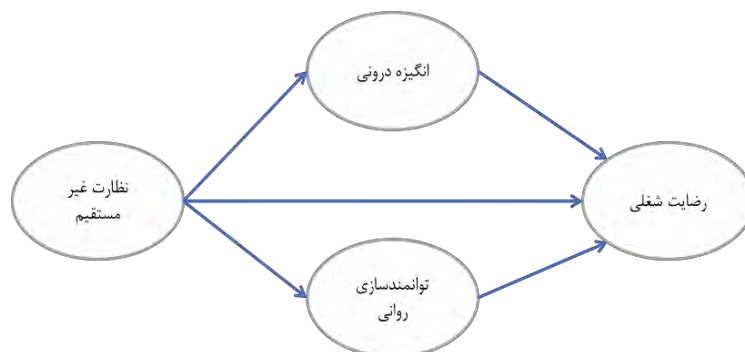 انگیزه درونی
نظارت غیر
مستقیم
رضایت شغلی
توانمندسازی
روانی